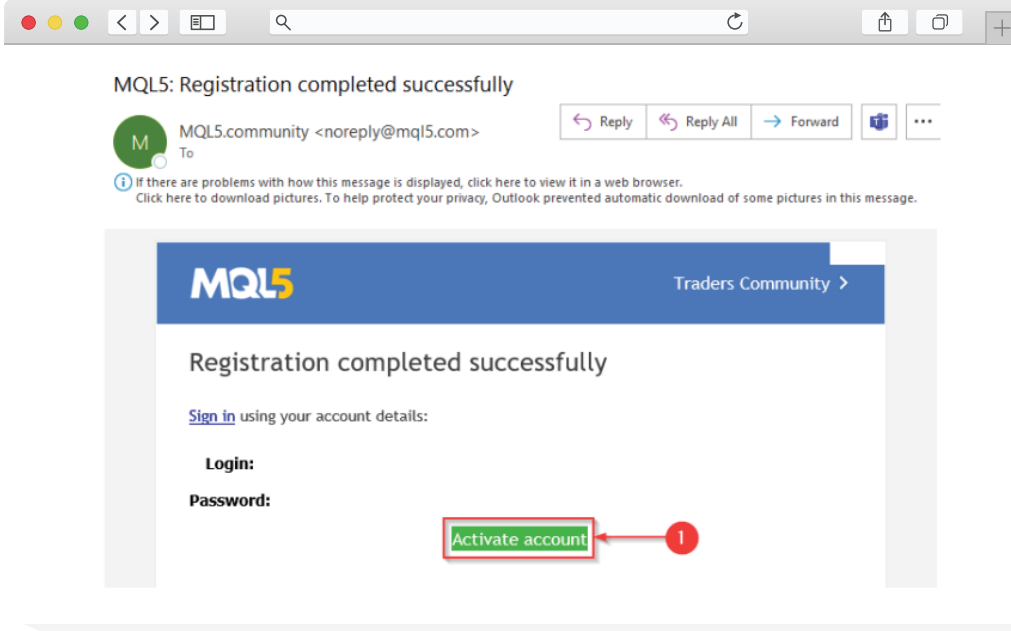 MQL5: Registration completed successfully
M
MQL5.community <noreply@mql5.com>
To
Reply
Reply All
Forward
If there are problems with how this message is displayed, click here to view it in a web browser.
Click here to download pictures. To help protect your privacy, Outlook prevented automatic download of some pictures in this message.
MQL5
Traders Community >
Registration completed successfully
Sign in using your account details:
Login:
Password:
Activate account
1